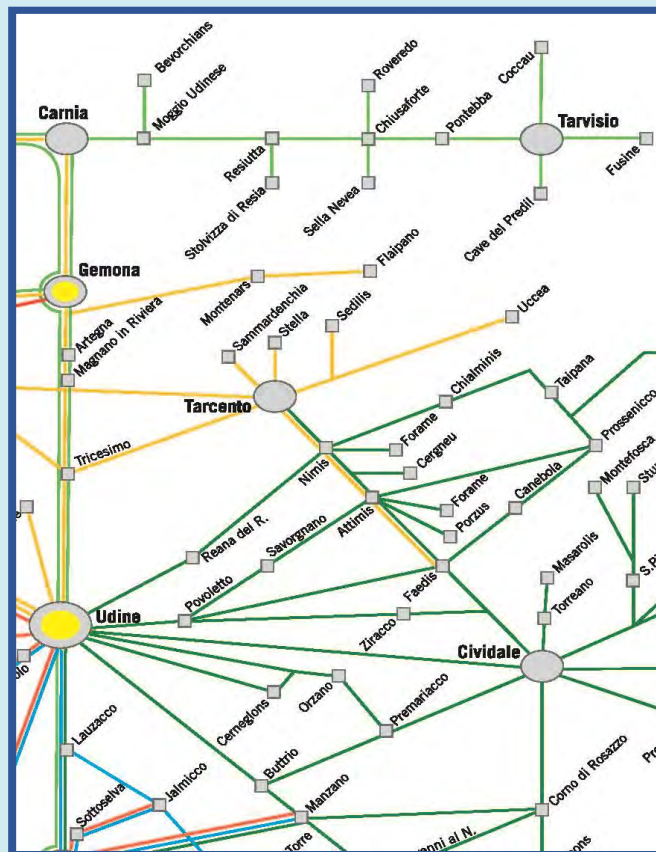 Bevorchians
Roveredo
Coccau
Carnia
Moggio Udinese
Chiusaforte
Pontebba
Tarvisio
Resiutta
Fusine
Stolvizza di Resia
Sella Nevea
Cave del Predil
Gemona
Flaipano
Montenars
Artegna
Magnano in Riviera
Sammardenchia
Stella
Sedilis
Uccea
Tarcento
Chialminis
Taipana
Tricesimo
Nimis
Forame
Cergneu
Prossenicco
Montefosca
Attimis
Forame
Canebola
Porzus
Reana del R.
Savorgnano
Masarolis
Povoletto
Faedis
Torreano
Udine
Ziracco
Cividale
Cerneglons
Orzano
Premariacco
Lauzzacco
Buttrio
Corno di Rosazzo
Sottoselva
Jalmicco
Manzano